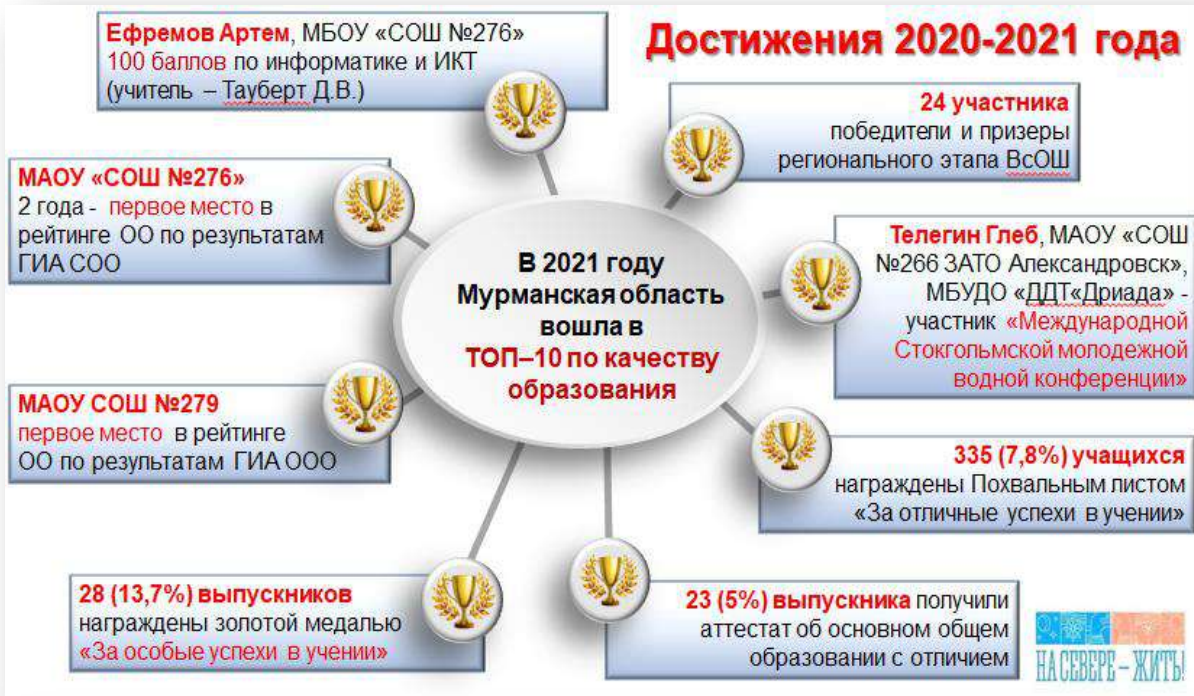 Достижения 2020-2021 года
Ефремов Артем, МБОУ «СОШ №276»
100 баллов по информатике и ИКТ
(учитель – Тауберт Д.В.)
24 участника
победители и призеры
регионального этапа ВсОШ
МАОУ «СОШ №276»
2 года - первое место в
рейтинге ОО по результатам
ГИА СОО
Телегин Глеб, МАОУ «СОШ
№266 ЗАТО Александровск»,
МБУДО «ДДТ«Дриада» -
участник «Международной
Стокгольмской молодежной
водной конференции»
В 2021 году
Мурманская область
вошла в
ТОП–10 по качеству
образования
МАОУ СОШ №279
первое место в рейтинге
ОО по результатам ГИА ООО
335 (7,8%) учащихся
награждены Похвальным листом
«За отличные успехи в учении»
28 (13,7%) выпускников
награждены золотой медалью
«За особые успехи в учении»
23 (5%) выпускника получили
аттестат об основном общем
образовании с отличием
НА СЕВЕРЕ – ЖИТЬ!